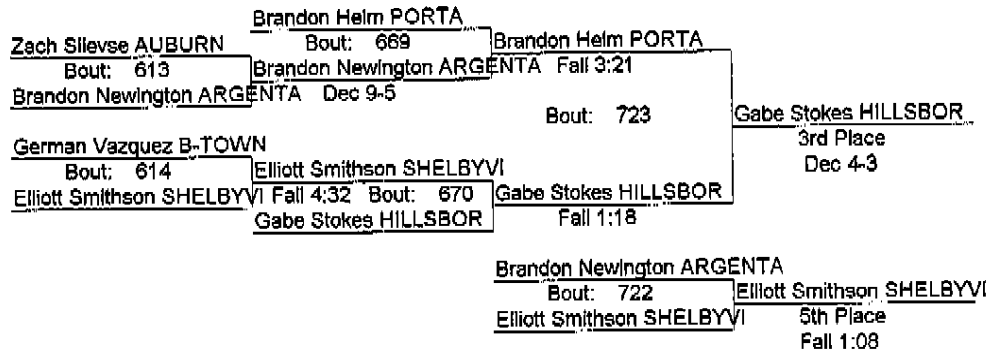 Brandon Helm PORTA
Zach Silevse AUBURN
Bout: 669
Brandon Helm PORTA
Bout: 613
Brandon Newington ARGENTA
Fall 3:21
Brandon Newington ARGENTA
Dec 9-5
Bout: 723
Gabe Stokes HILLSBOR
3rd Place
Dec 4-3
German Vazquez B-TOWN
Bout: 614
Elliott Smithson SHELBYVI
Elliott Smithson SHELBYVI
Fall 4:32
Bout: 670
Gabe Stokes HILLSBOR
Gabe Stokes HILLSBOR
Fall 1:18
Brandon Newington ARGENTA
Bout: 722
Elliott Smithson SHELBYVI
Elliott Smithson SHELBYVI
5th Place
Fall 1:08